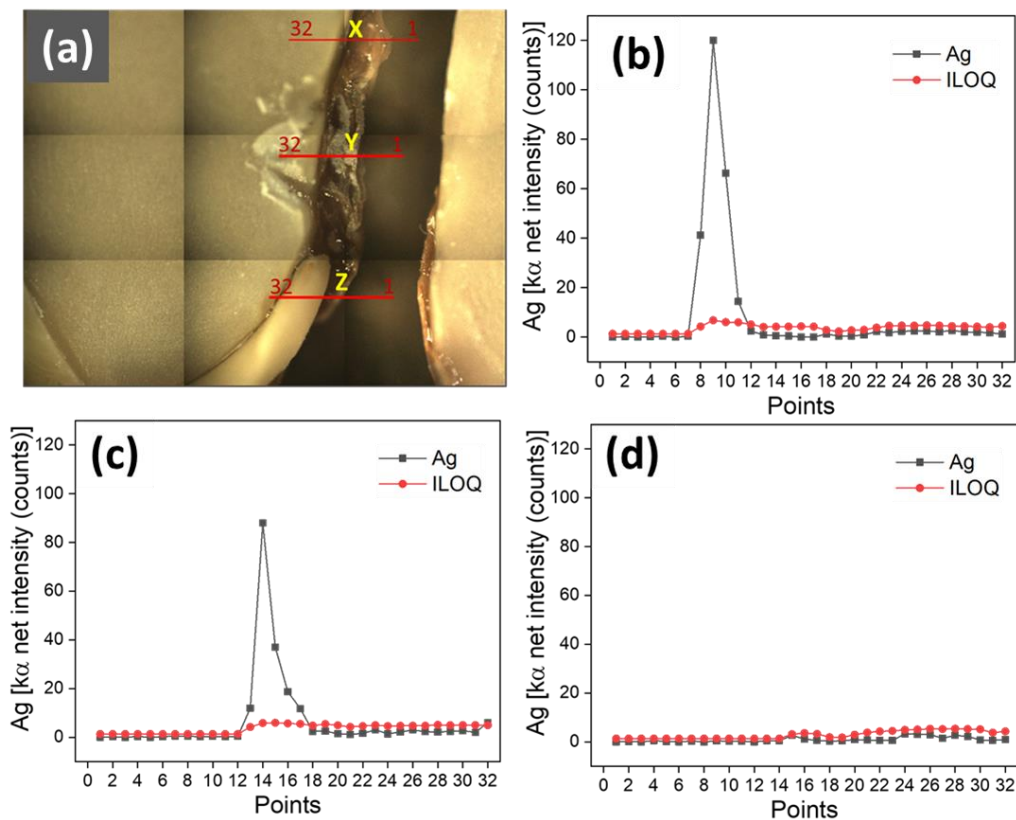 (a)
32 X 1
32 Y 1
32 Z 1
(b)
Ag
ILOQ
Ag [kα net intensity (counts)]
120
100
80
60
40
20
0
0 2 4 6 8 10 12 14 16 18 20 22 24 26 28 30 32
Points
(c)
Ag
ILOQ
Ag [kα net intensity (counts)]
120
100
80
60
40
20
0
0 2 4 6 8 10 12 14 16 18 20 22 24 26 28 30 32
Points
(d)
Ag
ILOQ
Ag [kα net intensity (counts)]
120
100
80
60
40
20
0
0 2 4 6 8 10 12 14 16 18 20 22 24 26 28 30 32
Points